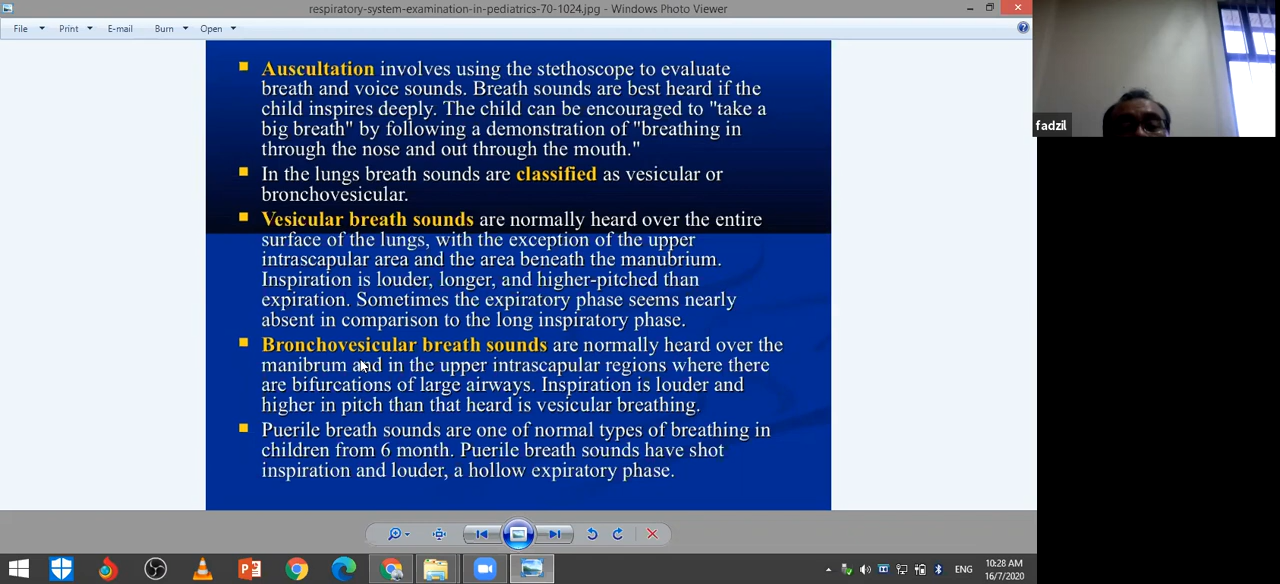 respiratory-system-examination-in-pediatrics-70-1024.jpg - Windows Photo Viewer
File Print E-mail Burn Open
Auscultation involves using the stethoscope to evaluate
breath and voice sounds. Breath sounds are best heard if the
child inspires deeply. The child can be encouraged to "take a
big breath" by following a demonstration of "breathing in
through the nose and out through the mouth."
In the lungs breath sounds are classified as vesicular or
bronchovesicular.
Vesicular breath sounds are normally heard over the entire
surface of the lungs, with the exception of the upper
intrascapular area and the area beneath the manubrium.
Inspiration is louder, longer, and higher-pitched than
expiration. Sometimes the expiratory phase seems nearly
absent in comparison to the long inspiratory phase.
Bronchovesicular breath sounds are normally heard over the
manibrum and in the upper intrascapular regions where there
are bifurcations of large airways. Inspiration is louder and
higher in pitch than that heard is vesicular breathing.
Puerile breath sounds are one of normal types of breathing in
children from 6 month. Puerile breath sounds have shot
inspiration and louder, a hollow expiratory phase.
fadzil
ENG
10:28 AM
16/7/2020